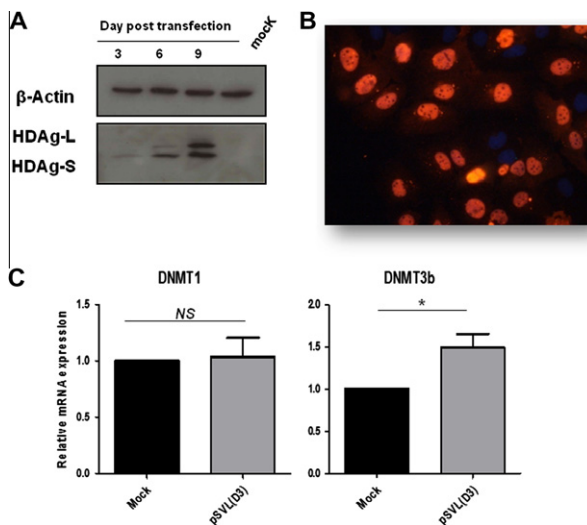 A
Day post transfection
3 6 9 mocK
β-Actin
HDAg-L
HDAg-S
B
C
DNMT1
Relative mRNA expression
1.5
1.0
0.5
0.0
NS
Mock
pSVL(D3)
DNMT3b
2.0
1.5
1.0
0.5
0.0
*
Mock
pSVL(D3)